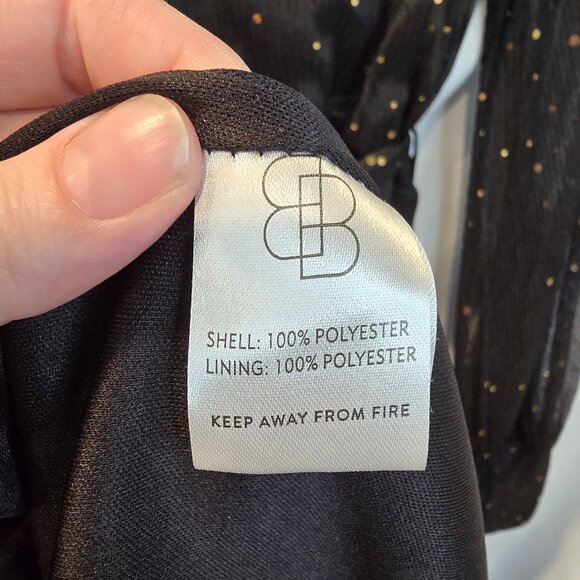 SHELL: 100% POLYESTER
LINING: 100% POLYESTER
KEEP AWAY FROM FIRE